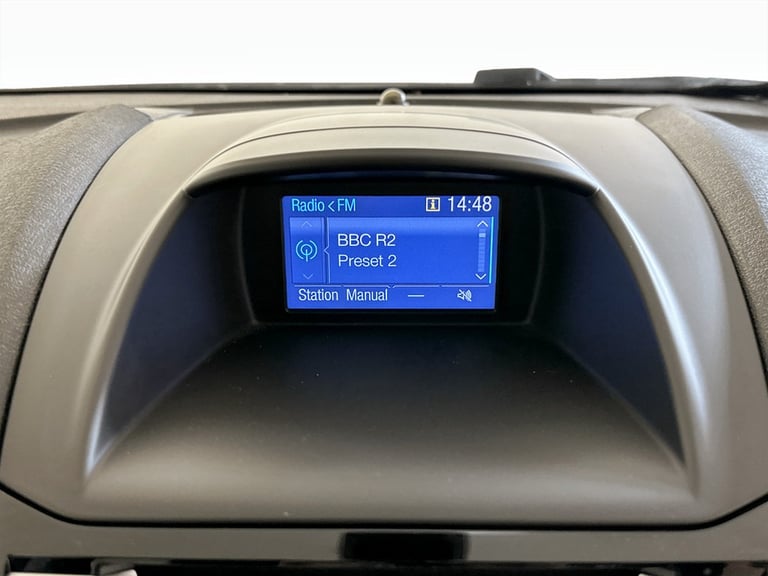 Radio < FM i 14:48
BBC R2
Preset 2
Station Manual —